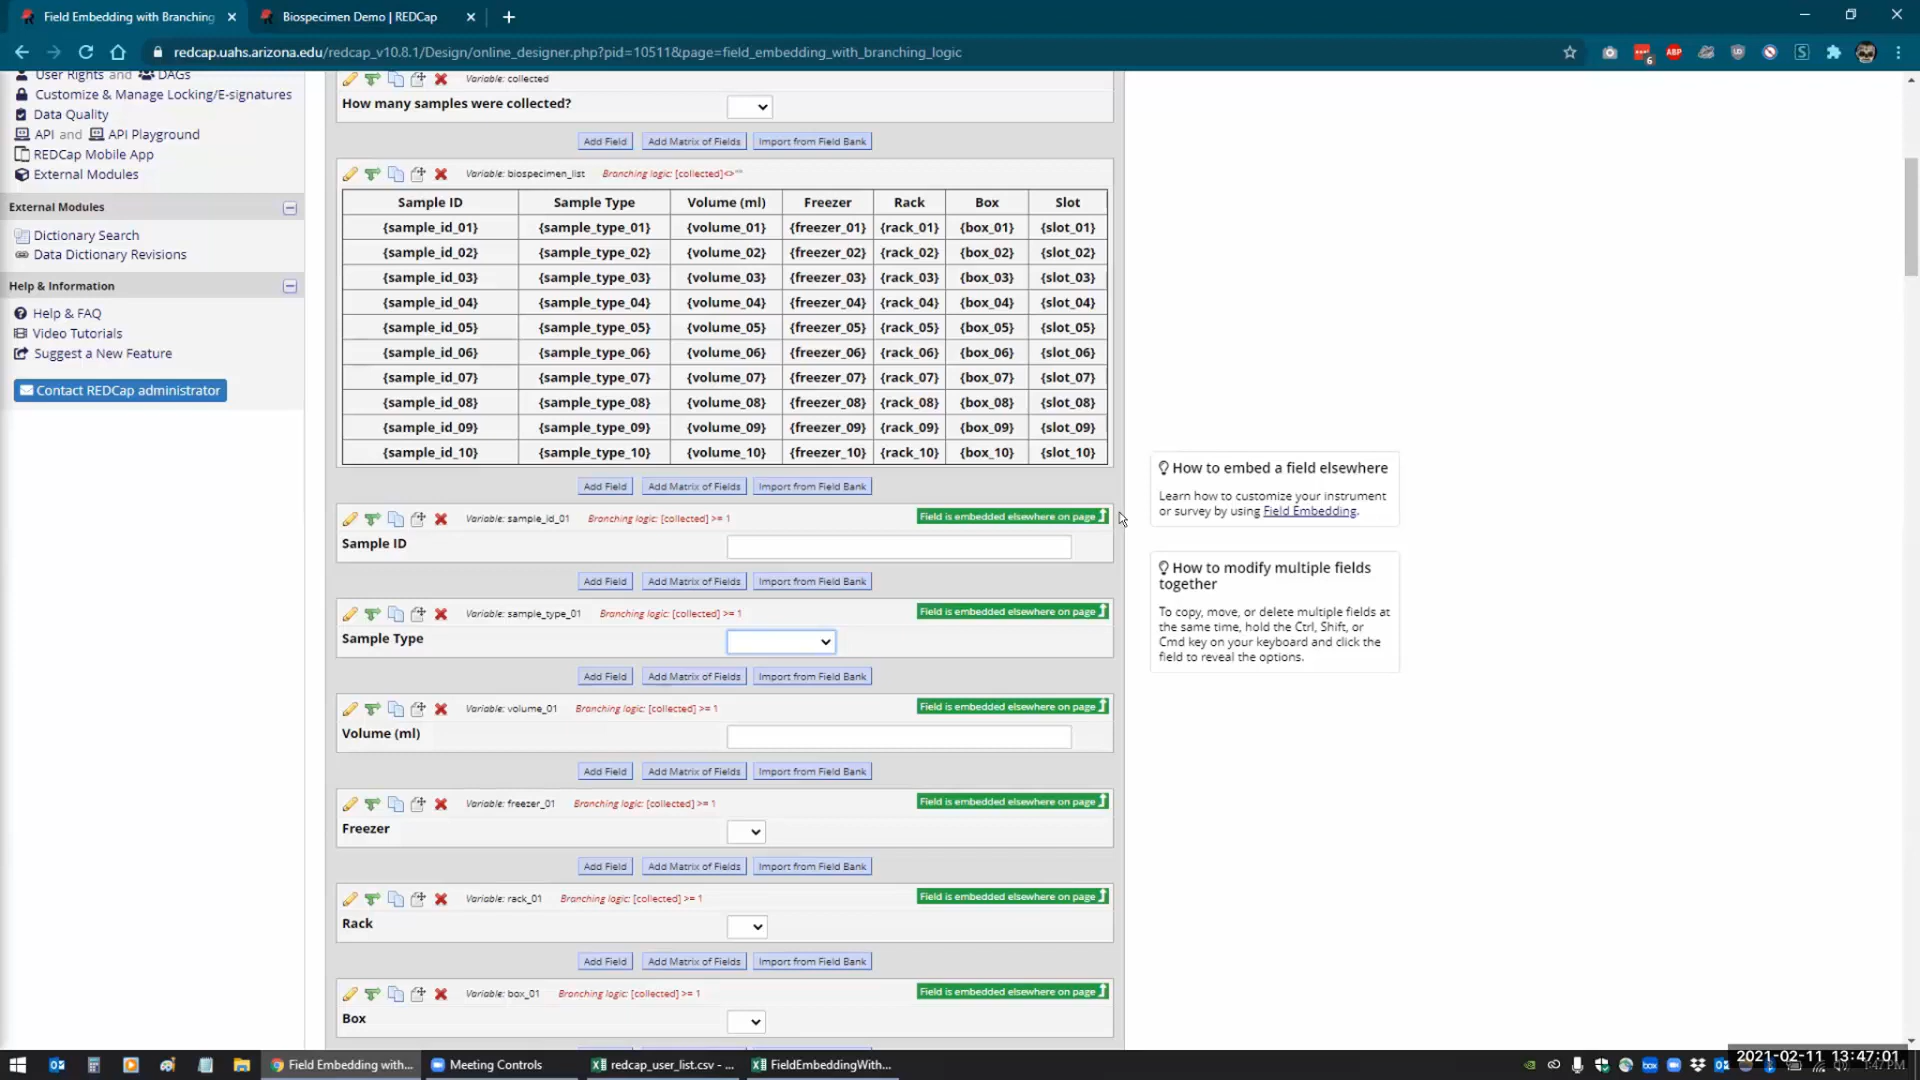 Field Embedding with Branching
Biospecimen Demo | REDCap
redcap.uahs.arizona.edu/redcap_v10.8.1/Design/online_designer.php?pid=10511&page=field_embedding_with_branching_logic
6
ABP
User Rights and DAGs
Customize & Manage Locking/E-signatures
Data Quality
API and API Playground
REDCap Mobile App
External Modules
External Modules
Dictionary Search
Data Dictionary Revisions
Help & Information
Help & FAQ
Video Tutorials
Suggest a New Feature
Contact REDCap administrator
Variable: collected
How many samples were collected?
Add Field Add Matrix of Fields Import from Field Bank
Variable: biospecimen_list Branching logic: [collected]<>""
Sample ID Sample Type Volume (ml) Freezer Rack Box Slot
{sample_id_01} {sample_type_01} {volume_01} {freezer_01} {rack_01} {box_01} {slot_01}
{sample_id_02} {sample_type_02} {volume_02} {freezer_02} {rack_02} {box_02} {slot_02}
{sample_id_03} {sample_type_03} {volume_03} {freezer_03} {rack_03} {box_03} {slot_03}
{sample_id_04} {sample_type_04} {volume_04} {freezer_04} {rack_04} {box_04} {slot_04}
{sample_id_05} {sample_type_05} {volume_05} {freezer_05} {rack_05} {box_05} {slot_05}
{sample_id_06} {sample_type_06} {volume_06} {freezer_06} {rack_06} {box_06} {slot_06}
{sample_id_07} {sample_type_07} {volume_07} {freezer_07} {rack_07} {box_07} {slot_07}
{sample_id_08} {sample_type_08} {volume_08} {freezer_08} {rack_08} {box_08} {slot_08}
{sample_id_09} {sample_type_09} {volume_09} {freezer_09} {rack_09} {box_09} {slot_09}
{sample_id_10} {sample_type_10} {volume_10} {freezer_10} {rack_10} {box_10} {slot_10}
Add Field Add Matrix of Fields Import from Field Bank
Variable: sample_id_01 Branching logic: [collected] >= 1 Field is embedded elsewhere on page
Sample ID
Add Field Add Matrix of Fields Import from Field Bank
Variable: sample_type_01 Branching logic: [collected] >= 1 Field is embedded elsewhere on page
Sample Type
Add Field Add Matrix of Fields Import from Field Bank
Variable: volume_01 Branching logic: [collected] >= 1 Field is embedded elsewhere on page
Volume (ml)
Add Field Add Matrix of Fields Import from Field Bank
Variable: freezer_01 Branching logic: [collected] >= 1 Field is embedded elsewhere on page
Freezer
Add Field Add Matrix of Fields Import from Field Bank
Variable: rack_01 Branching logic: [collected] >= 1 Field is embedded elsewhere on page
Rack
Add Field Add Matrix of Fields Import from Field Bank
Variable: box_01 Branching logic: [collected] >= 1 Field is embedded elsewhere on page
Box
How to embed a field elsewhere
Learn how to customize your instrument
or survey by using Field Embedding.
How to modify multiple fields
together
To copy, move, or delete multiple fields at
the same time, hold the Ctrl, Shift, or
Cmd key on your keyboard and click the
field to reveal the options.
Field Embedding with...
Meeting Controls
redcap_user_list.csv - ...
FieldEmbeddingWith...
box
2021-02-11 13:47:01